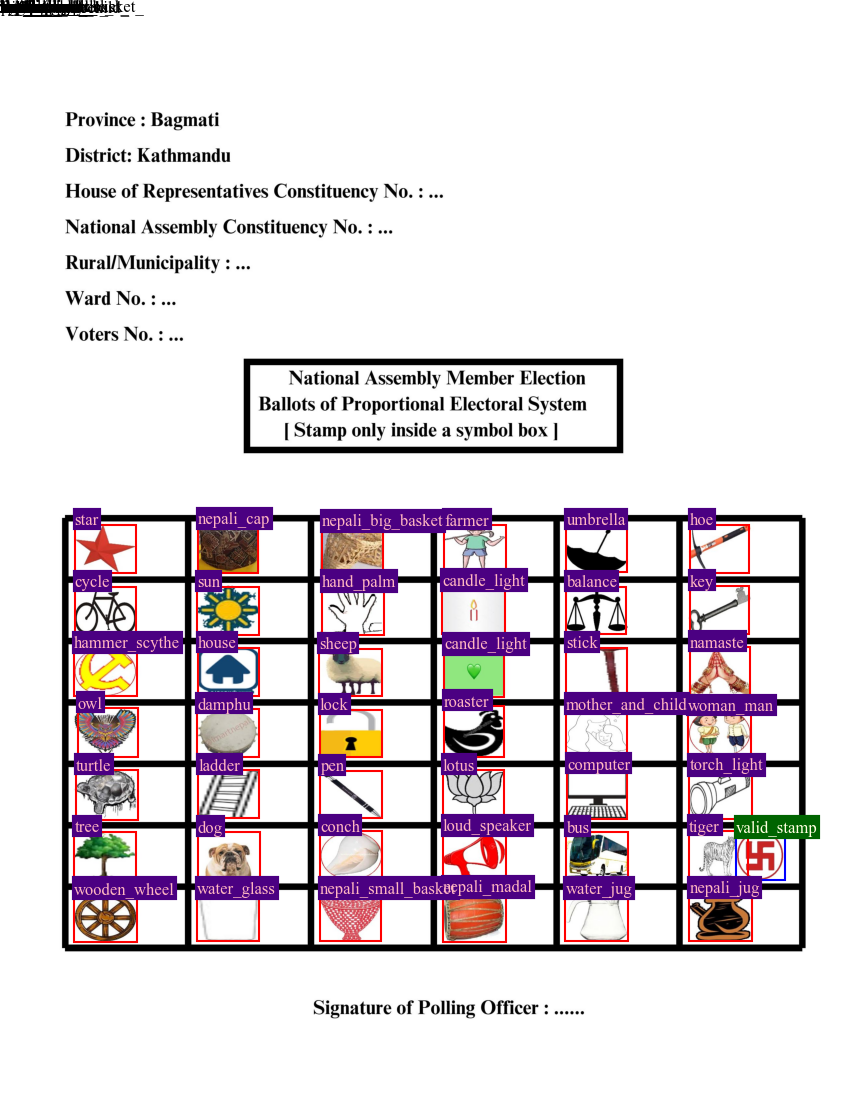 Province : Bagmati
District: Kathmandu
House of Representatives Constituency No. : ...
National Assembly Constituency No. : ...
Rural/Municipality : ...
Ward No. : ...
Voters No. : ...
National Assembly Member Election
Ballots of Proportional Electoral System
[ Stamp only inside a symbol box ]
star nepali_cap nepali_big_basket farmer umbrella hoe
cycle sun hand_palm candle_light balance key
hammer_scythe house sheep candle_light stick namaste
owl damphu lock roaster mother_and_child woman_man
turtle ladder pen lotus computer torch_light
tree dog conch loud_speaker bus tiger valid_stamp
wooden_wheel water_glass nepali_small_basket nepali_madal water_jug nepali_jug
Signature of Polling Officer : ......